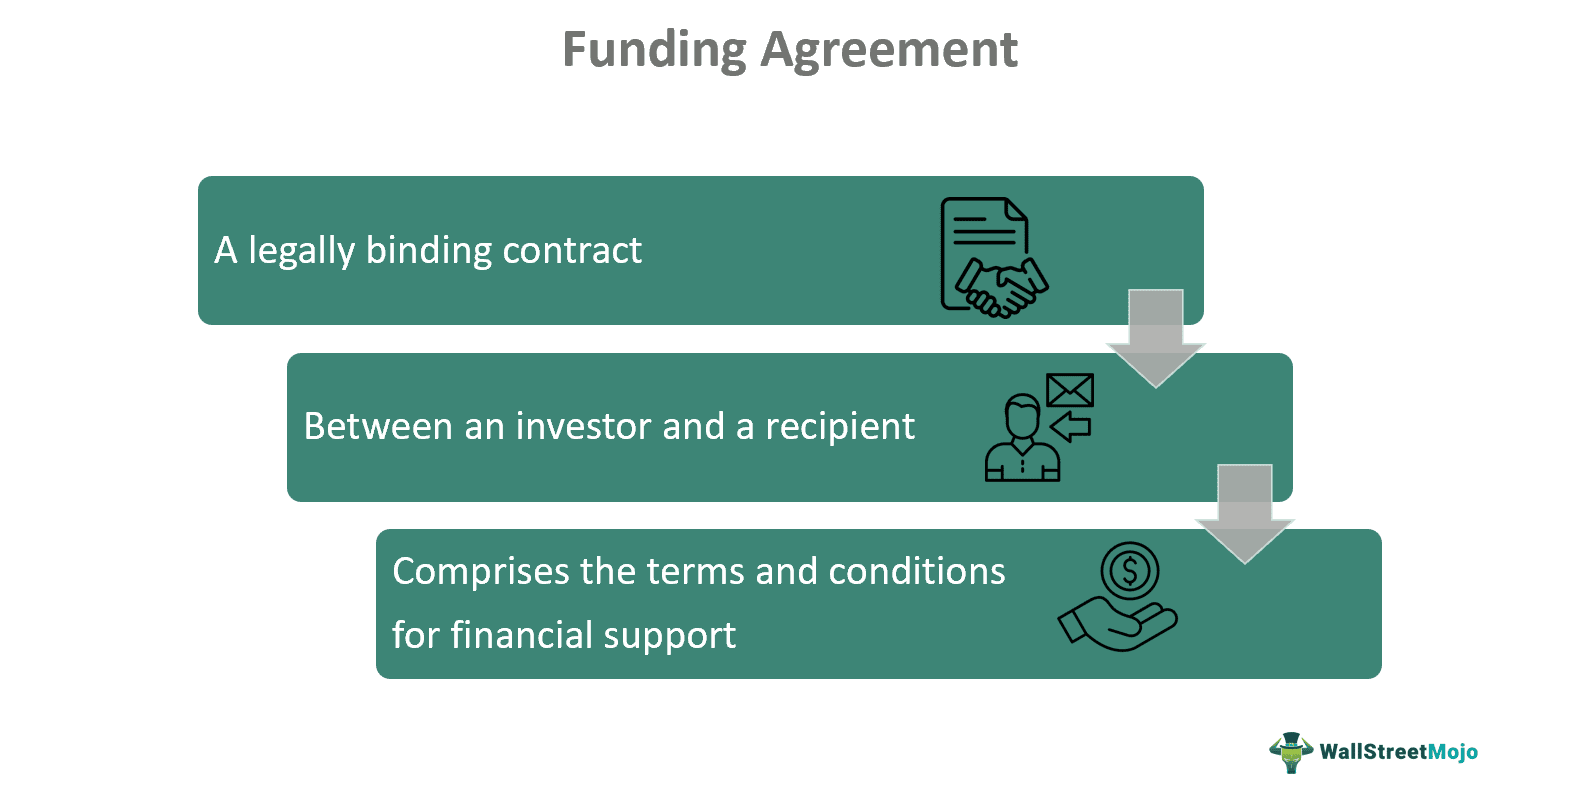 Funding Agreement
A legally binding contract
Between an investor and a recipient
Comprises the terms and conditions
for financial support
$
WallStreetMojo